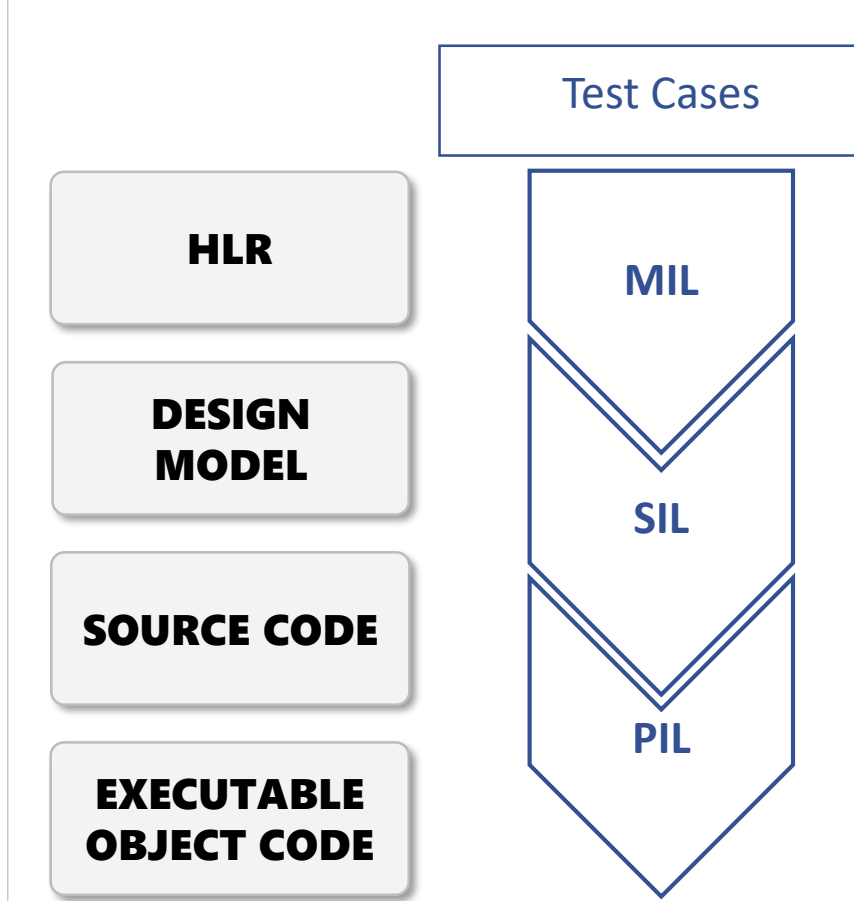 Test Cases
HLR
MIL
DESIGN
MODEL
SIL
SOURCE CODE
PIL
EXECUTABLE
OBJECT CODE